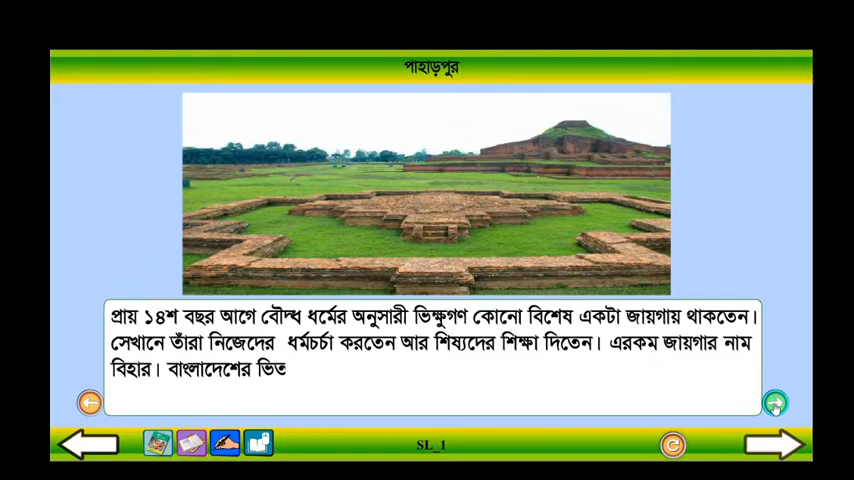 পাহাড়পুর
প্রায় ১৪শ বছর আগে বৌদ্ধ ধর্মের অনুসারী ভিক্ষুগণ কোনো বিশেষ একটা জায়গায় থাকতেন।
সেখানে তাঁরা নিজেদের ধর্মচর্চা করতেন আর শিষ্যদের শিক্ষা দিতেন। এরকম জায়গার নাম
বিহার। বাংলাদেশের ভিত
SL_1